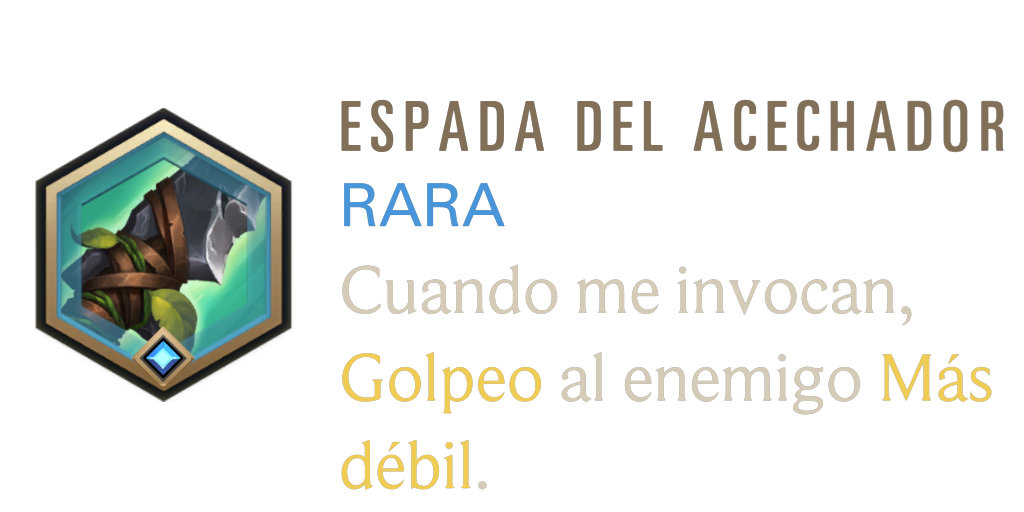 ESPADA DEL ACECHADOR
RARA
Cuando me invocan,
Golpeo al enemigo Más
débil.